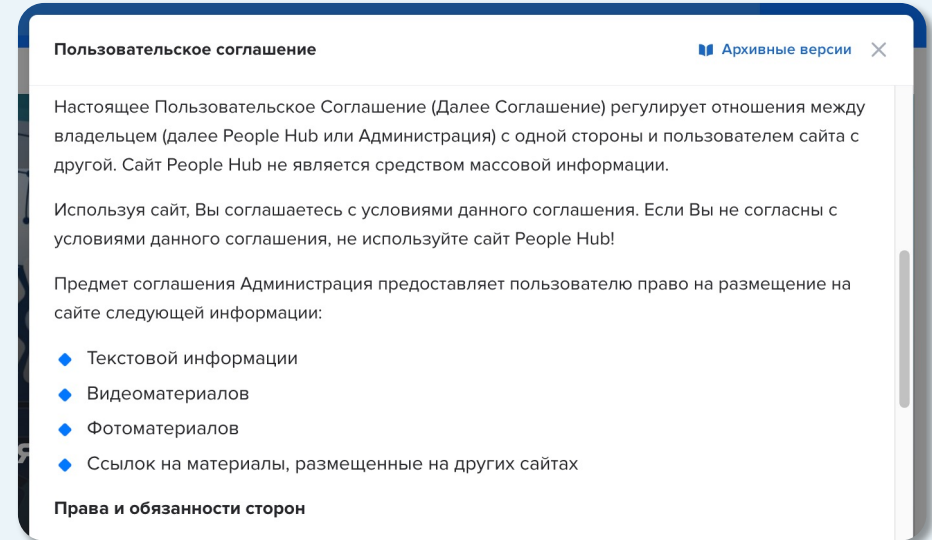 Пользовательское соглашение
Архивные версии
Настоящее Пользовательское Соглашение (Далее Соглашение) регулирует отношения между
владельцем (далее People Hub или Администрация) с одной стороны и пользователем сайта с
другой. Сайт People Hub не является средством массовой информации.
Используя сайт, Вы соглашаетесь с условиями данного соглашения. Если Вы не согласны с
условиями данного соглашения, не используйте сайт People Hub!
Предмет соглашения Администрация предоставляет пользователю право на размещение на
сайте следующей информации:
Текстовой информации
Видеоматериалов
Фотоматериалов
Ссылок на материалы, размещенные на других сайтах
Права и обязанности сторон